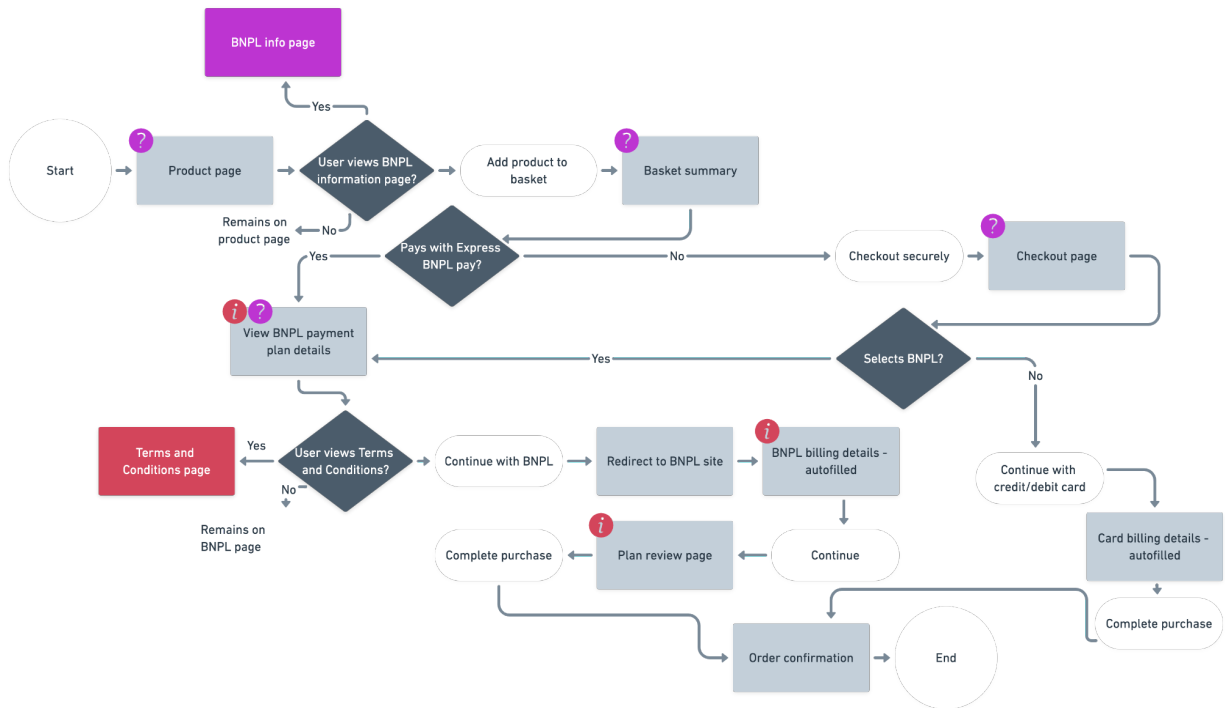 BNPL info page
Yes
?
?
Start
Product page
User views BNPL
information page?
Add product to
basket
Basket summary
Remains on
product page
No
?
Pays with Express
BNPL pay?
Yes
No
Checkout securely
Checkout page
i
?
View BNPL payment
plan details
Yes
Selects BNPL?
No
i
Terms and
Conditions page
Yes
User views Terms
and Conditions?
No
Continue with BNPL
Redirect to BNPL site
BNPL billing details -
autofilled
Continue with
credit/debit card
Remains on
BNPL page
i
Complete purchase
Plan review page
Continue
Card billing details -
autofilled
Complete purchase
Order confirmation
End